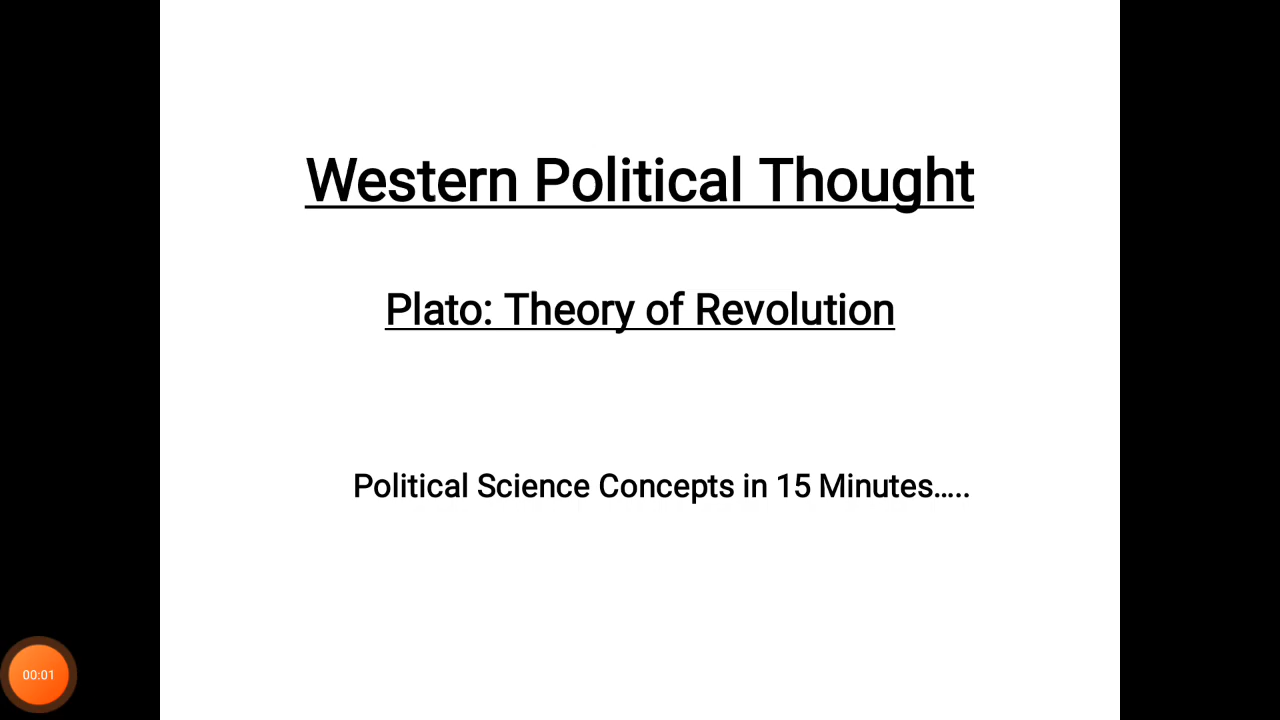 Western Political Thought
Plato: Theory of Revolution
Political Science Concepts in 15 Minutes…..
00:01